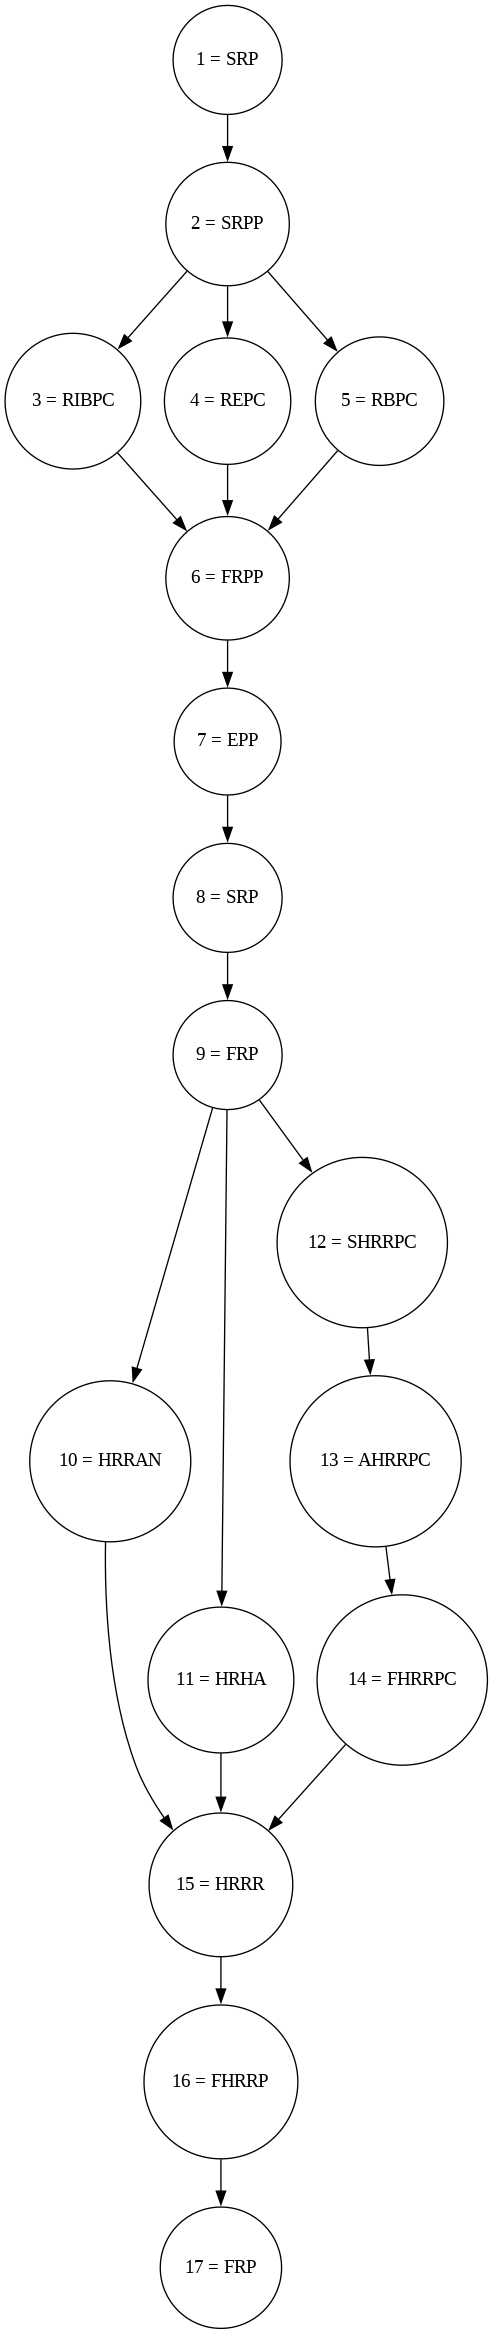 1 = SRP
2 = SRPP
3 = RIBPC
4 = REPC
5 = RBPC
6 = FRPP
7 = EPP
8 = SRP
9 = FRP
12 = SHRRPC
10 = HRRAN
13 = AHRRPC
11 = HRHA
14 = FHRRPC
15 = HRRR
16 = FHRRP
17 = FRP